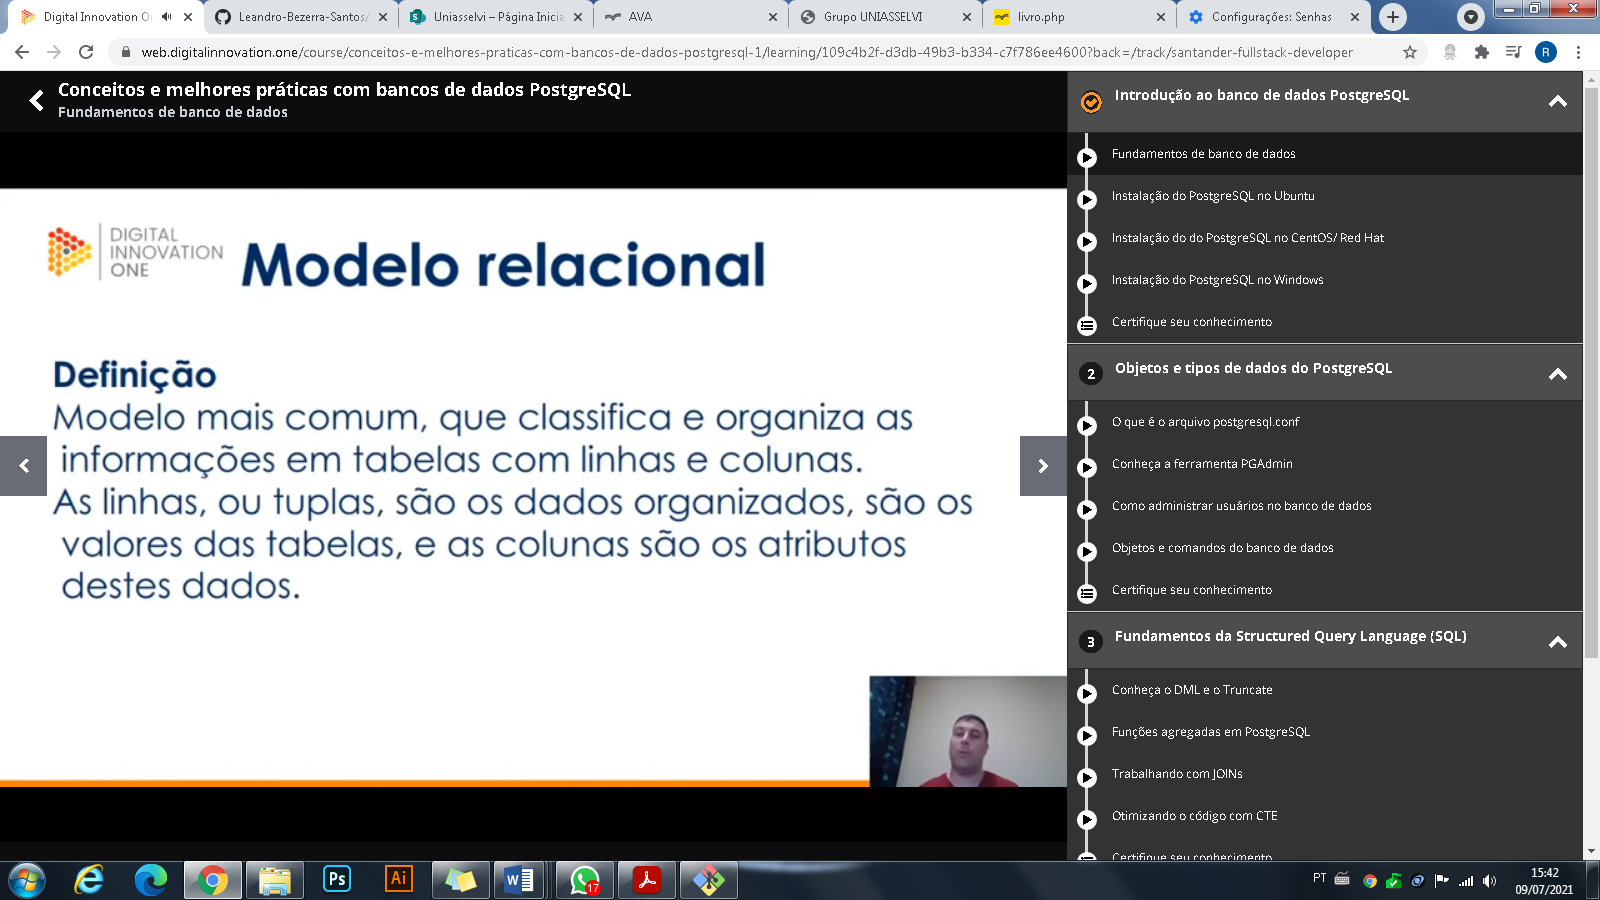 Digital Innovation O
Leandro-Bezerra-Santos/
Uniasselvi – Página Inicia
AVA
Grupo UNIASSELVI
livro.php
Configurações: Senhas
web.digitalinnovation.one/course/conceitos-e-melhores-praticas-com-bancos-de-dados-postgresql-1/learning/109c4b2f-d3db-49b3-b334-c7f786ee4600?back=/track/santander-fullstack-developer
R
Conceitos e melhores práticas com bancos de dados PostgreSQL
Fundamentos de banco de dados
DIGITAL
INNOVATION
ONE
Modelo relacional
Definição
Modelo mais comum, que classifica e organiza as
informações em tabelas com linhas e colunas.
As linhas, ou tuplas, são os dados organizados, são os
valores das tabelas, e as colunas são os atributos
destes dados.
Introdução ao banco de dados PostgreSQL
Fundamentos de banco de dados
Instalação do PostgreSQL no Ubuntu
Instalação do do PostgreSQL no CentOS/ Red Hat
Instalação do PostgreSQL no Windows
Certifique seu conhecimento
2 Objetos e tipos de dados do PostgreSQL
O que é o arquivo postgresql.conf
Conheça a ferramenta PGAdmin
Como administrar usuários no banco de dados
Objetos e comandos do banco de dados
Certifique seu conhecimento
3 Fundamentos da Structured Query Language (SQL)
Conheça o DML e o Truncate
Funções agregadas em PostgreSQL
Trabalhando com JOINs
Otimizando o código com CTE
Certifique seu conhecimento
Ps
Ai
W
17
PT
15:42
09/07/2021